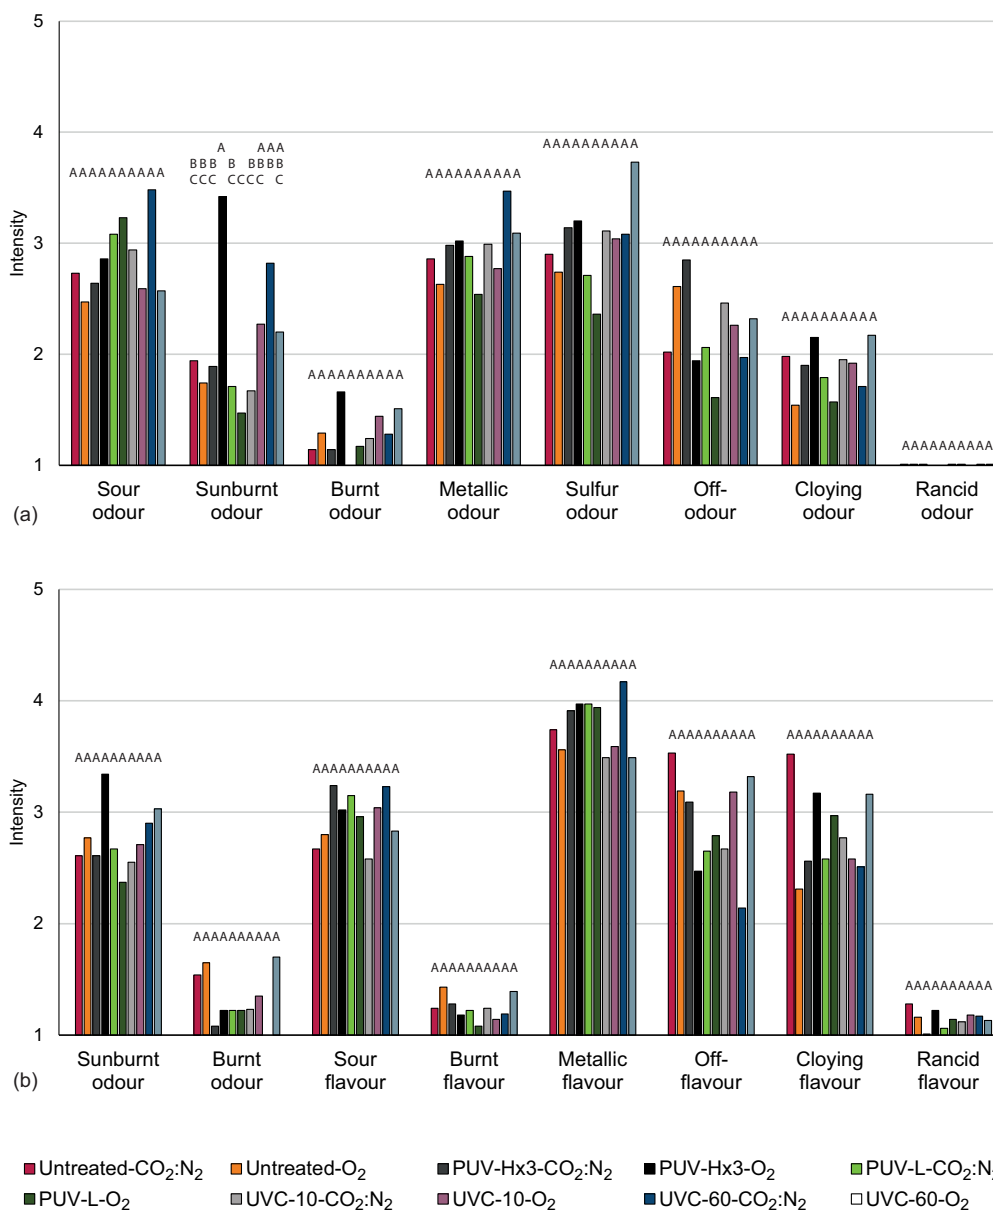 5
4
3
2
1
Intensity
AAAAAAAAAA
A AAA
BBB B BBBB
CCC CCCC C
AAAAAAAAAA
AAAAAAAAAA
AAAAAAAAAA
AAAAAAAAAA
AAAAAAAAAA
AAAAAAAAAA
Sour Sunburnt Burnt Metallic Sulfur Off- Cloying Rancid
odour odour odour odour odour odour odour odour
(a)
5
4
3
2
1
Intensity
AAAAAAAAAA
AAAAAAAAAA
AAAAAAAAAA
AAAAAAAAAA
AAAAAAAAAA
AAAAAAAAAA
AAAAAAAAAA
AAAAAAAAAA
Sunburnt Burnt Sour Burnt Metallic Off- Cloying Rancid
odour odour flavour flavour flavour flavour flavour flavour
(b)
Untreated-CO₂:N₂ Untreated-O₂ PUV-Hx3-CO₂:N₂ PUV-Hx3-O₂ PUV-L-CO₂:N₂
PUV-L-O₂ UVC-10-CO₂:N₂ UVC-10-O₂ UVC-60-CO₂:N₂ UVC-60-O₂